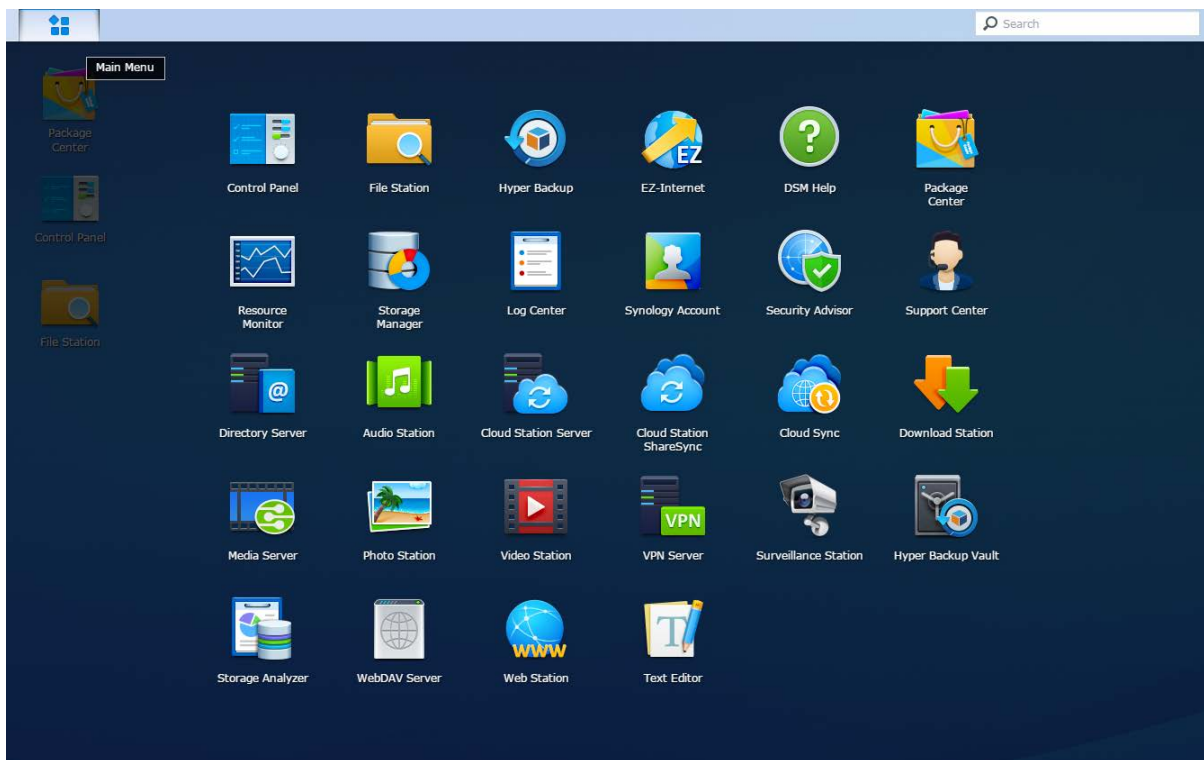 Search
Main Menu
Package
Center
Control Panel
File Station
Control Panel
File Station
Hyper Backup
EZ
EZ-Internet
?
DSM Help
Package
Center
Resource
Monitor
Storage
Manager
Log Center
Synology Account
Security Advisor
Support Center
@
Directory Server
Audio Station
Cloud Station Server
Cloud Station
ShareSync
Cloud Sync
Download Station
Media Server
Photo Station
Video Station
VPN
VPN Server
Surveillance Station
Hyper Backup Vault
Storage Analyzer
WebDAV Server
WWW
Web Station
T
Text Editor